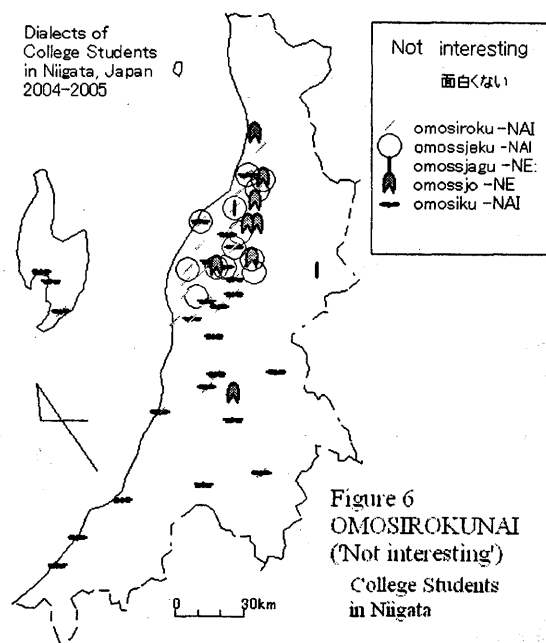 Dialects of
College Students
in Niigata, Japan
2004-2005
Not interesting
面白くない
omosiroku -NAI
omossjeku -NAI
omossjagu -NE:
omossjo -NE
omosiku -NAI
Figure 6
OMOSIROKUNAI
('Not interesting')
College Students
in Niigata
0 30km